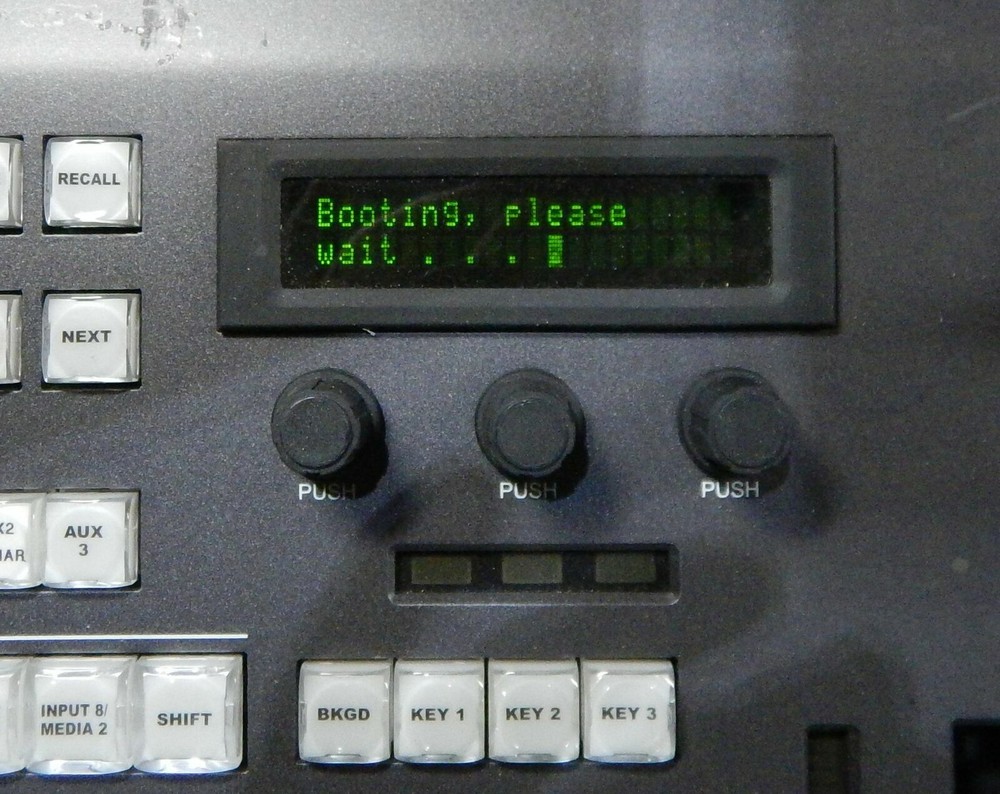 RECALL
Booting, please
wait . . .
NEXT
PUSH PUSH PUSH
AUX
3
INPUT 8/
MEDIA 2
SHIFT
BKGD KEY 1 KEY 2 KEY 3